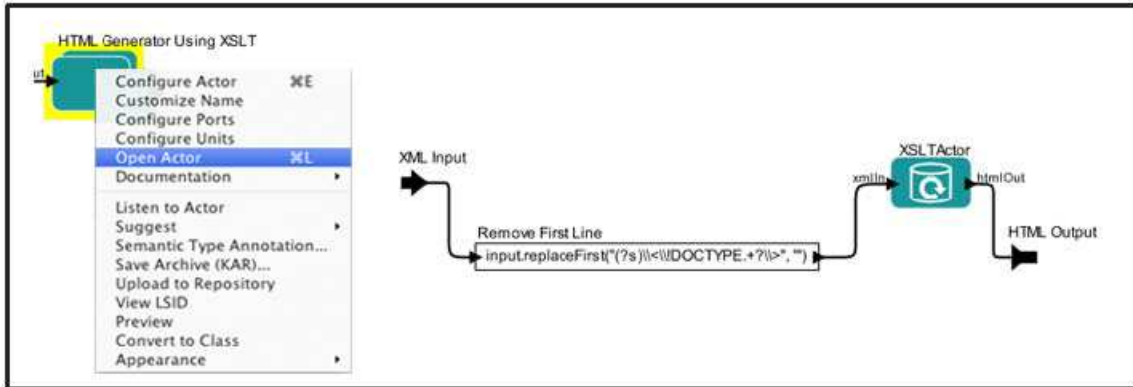 HTML Generator Using XSLT
ut
Configure Actor ⌘E
Customize Name
Configure Ports
Configure Units
Open Actor ⌘L
Documentation
Listen to Actor
Suggest
Semantic Type Annotation...
Save Archive (KAR)...
Upload to Repository
View LSID
Preview
Convert to Class
Appearance
XML Input
Remove First Line
input.replaceFirst("(?s)\\<\\!DOCTYPE.+?\\>", "")
XSLTActor
xmlIn
htmlOut
HTML Output